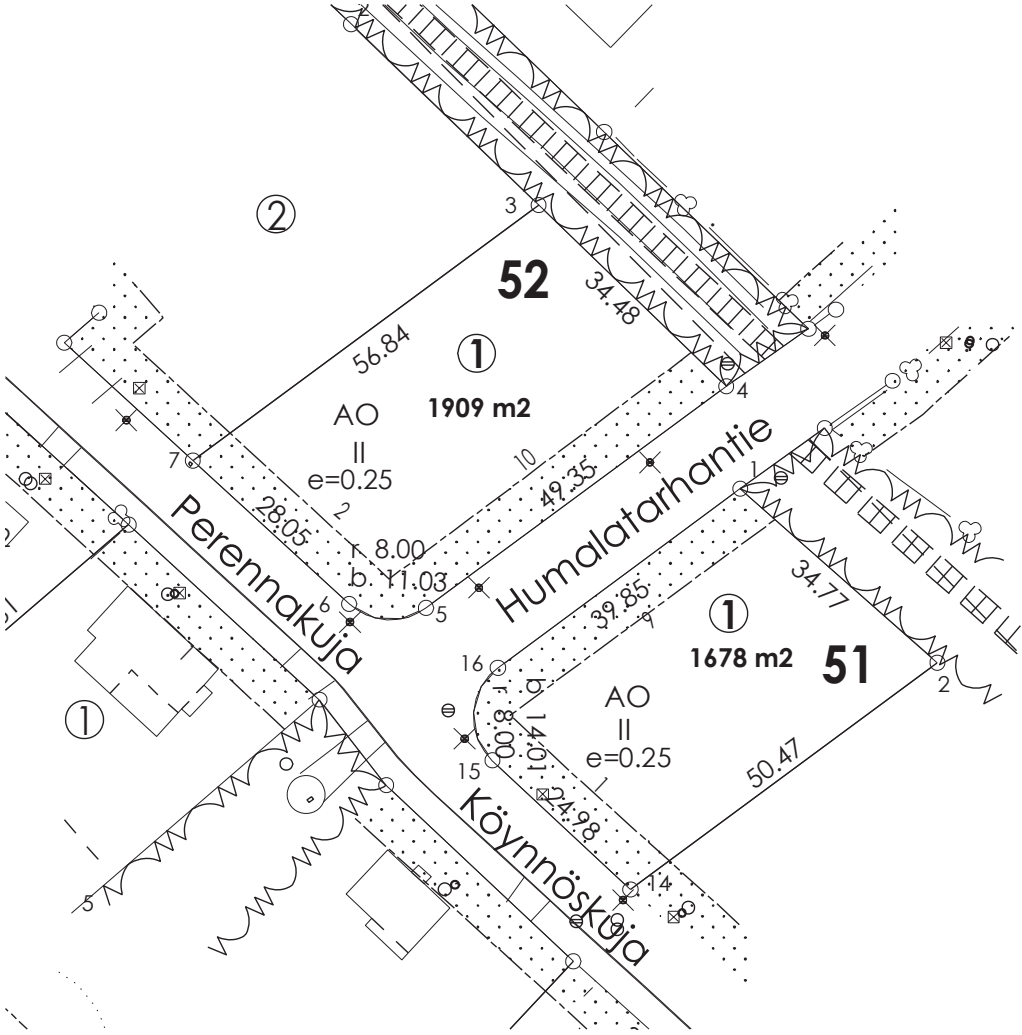 2
3
52
34.48
56.84
1
1909 m2
4
AO
II
e=0.25
7
10
49.35
Humalatarhantie
1
2
28.05
Perennakuja
r 8.00
b 11.03
6
5
34.77
39.85
9
1
1678 m2
51
16
2
AO
II
e=0.25
b 14.01
r 8.00
15
1
50.47
24.98
Köynnöskuja
14
1
5